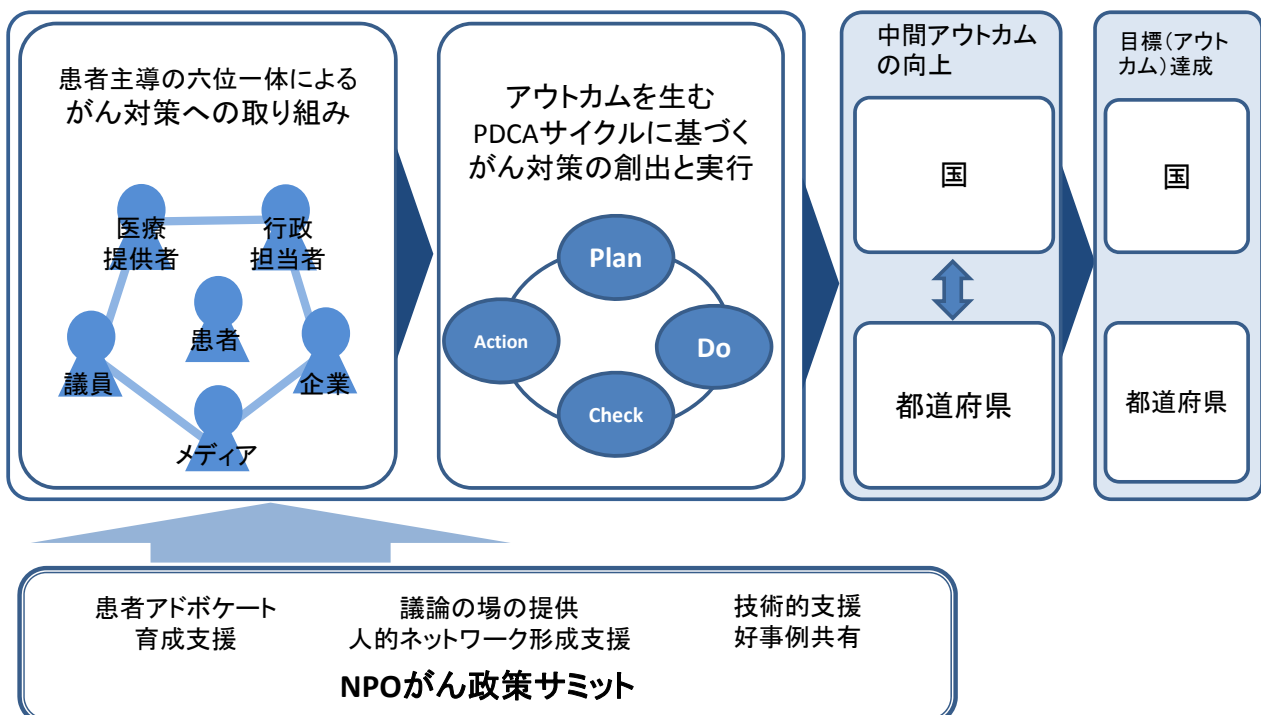 患者主導の六位一体による
がん対策への取り組み
医療
提供者
行政
担当者
患者
議員
企業
メディア
アウトカムを生む
PDCAサイクルに基づく
がん対策の創出と実行
Plan
Do
Check
Action
中間アウトカム
の向上
国
都道府県
目標(アウト
カム)達成
国
都道府県
患者アドボケート
育成支援
議論の場の提供
人的ネットワーク形成支援
技術的支援
好事例共有
NPOがん政策サミット